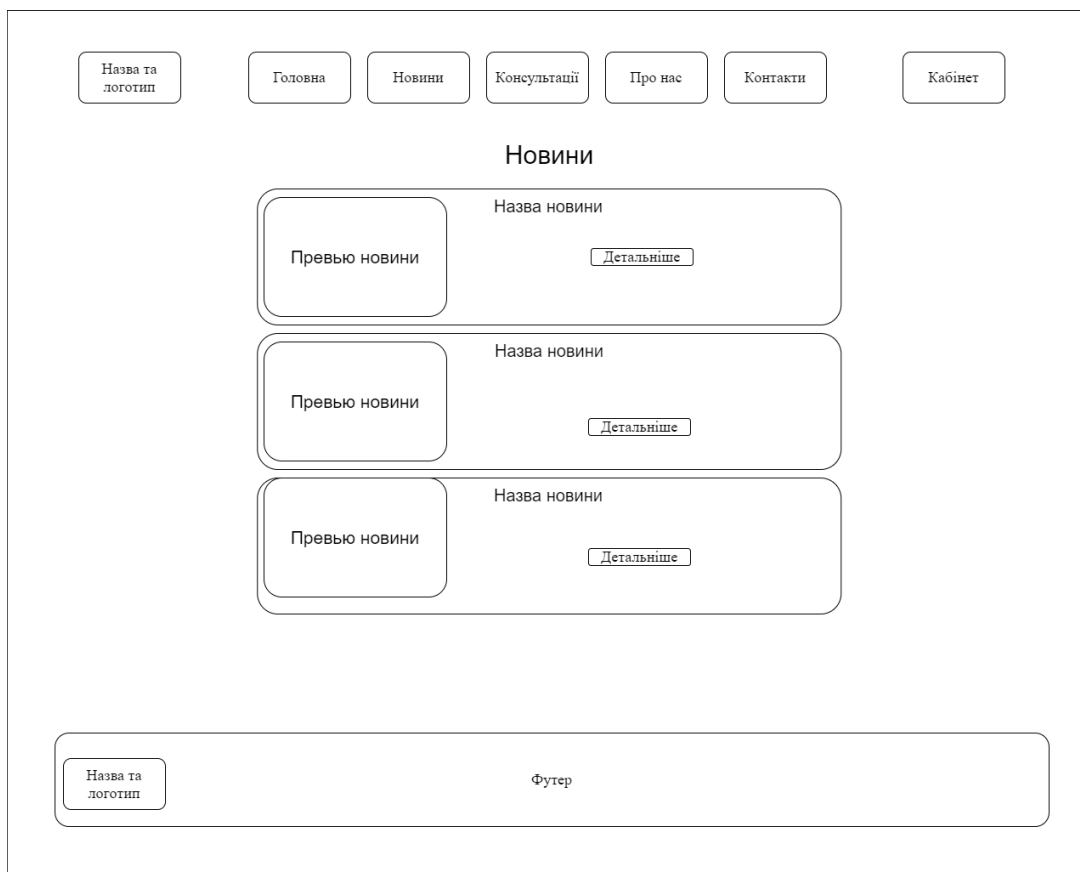 Назва та
логотип
Головна
Новини
Консультації
Про нас
Контакти
Кабінет
Новини
Назва новини
Превью новини
Детальніше
Назва новини
Превью новини
Детальніше
Назва новини
Превью новини
Детальніше
Назва та
логотип
Футер